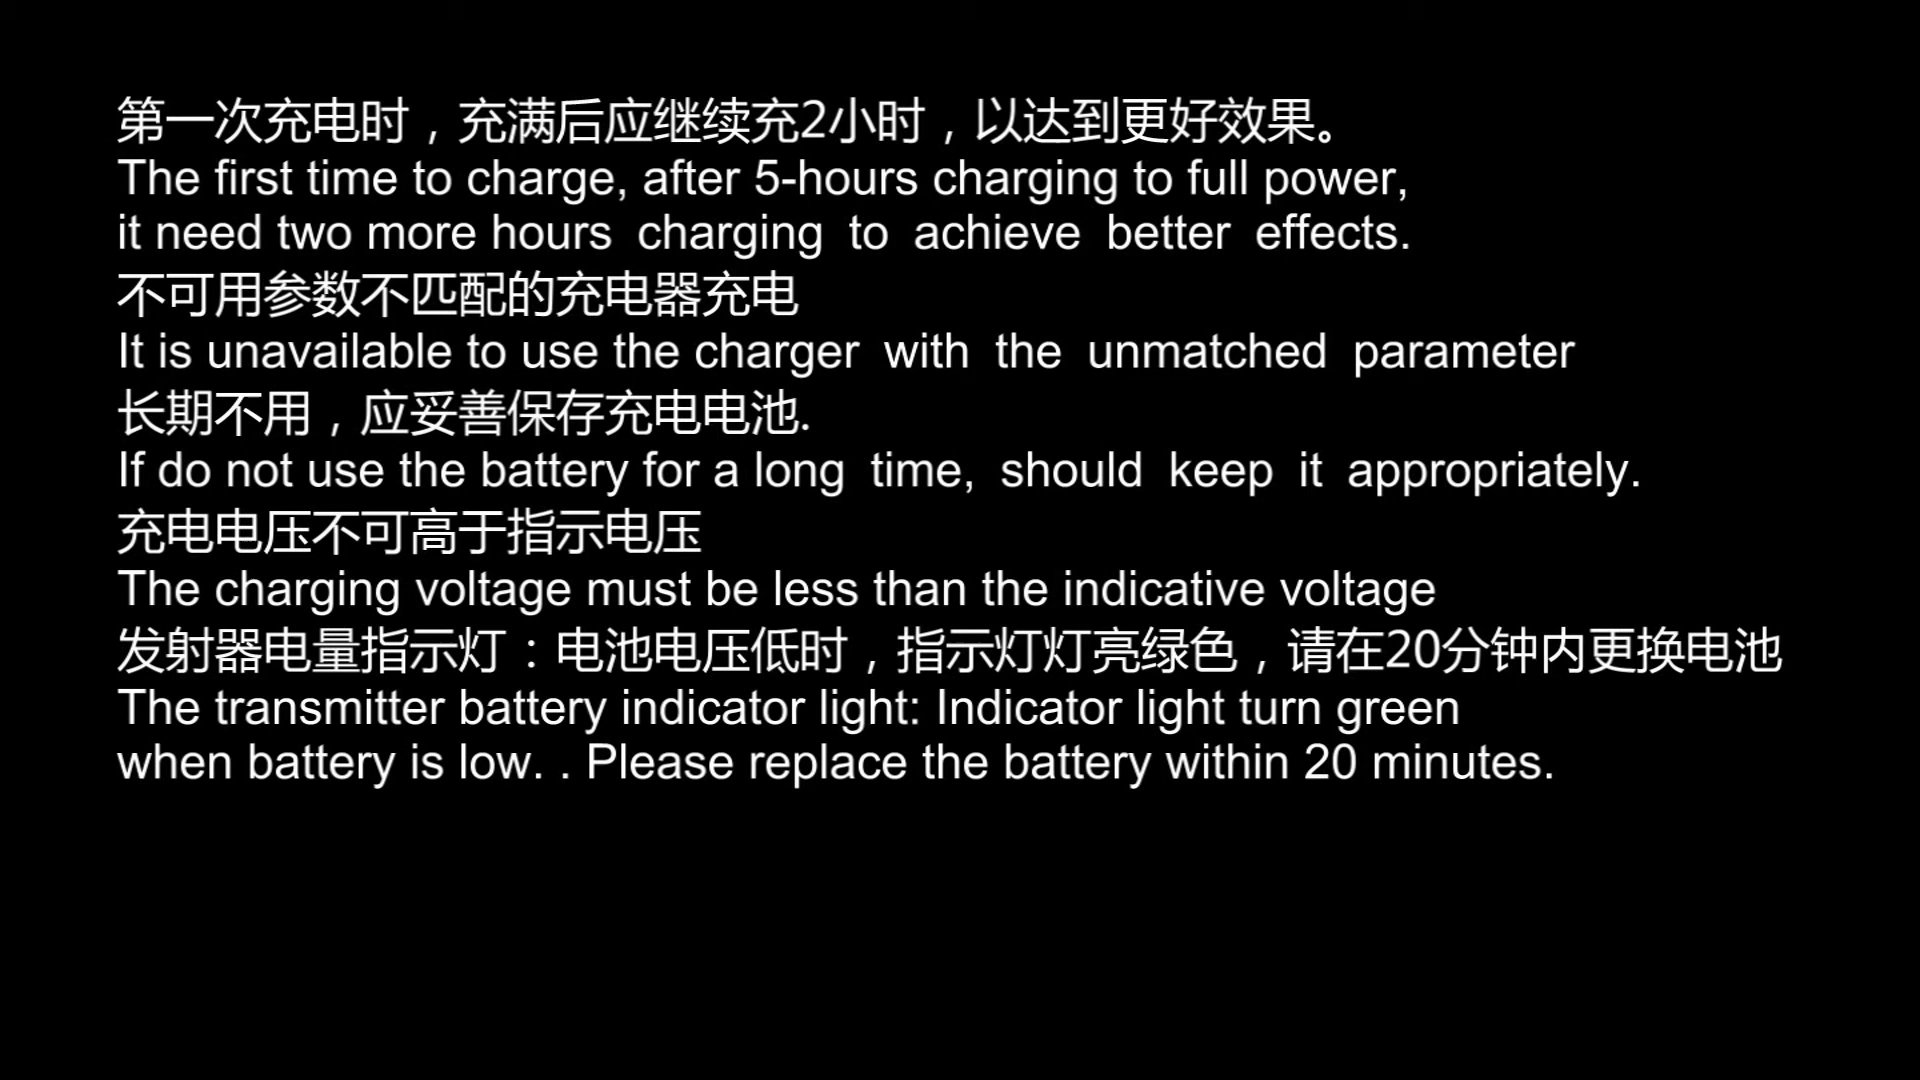 第一次充电时，充满后应继续充2小时，以达到更好效果。
The first time to charge, after 5-hours charging to full power,
it need two more hours charging to achieve better effects.
不可用参数不匹配的充电器充电
It is unavailable to use the charger with the unmatched parameter
长期不用，应妥善保存充电电池.
If do not use the battery for a long time, should keep it appropriately.
充电电压不可高于指示电压
The charging voltage must be less than the indicative voltage
发射器电量指示灯：电池电压低时，指示灯灯亮绿色，请在20分钟内更换电池
The transmitter battery indicator light: Indicator light turn green
when battery is low. . Please replace the battery within 20 minutes.